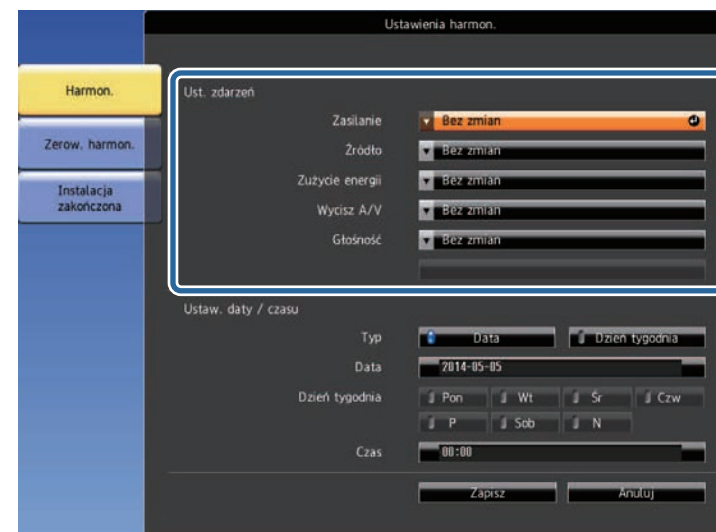 Ustawienia harmon.
Harmon.
Zerow. harmon.
Instalacja
zakończona
Ust. zdarzeń
Zasilanie Bez zmian
Źródło Bez zmian
Zużycie energii Bez zmian
Wycisz A/V Bez zmian
Głośność Bez zmian
Ustaw. daty / czasu
Typ Data Dzień tygodnia
Data 2014-05-05
Dzień tygodnia Pon Wt Śr Czw
P Sob N
Czas 00:00
Zapisz Anuluj